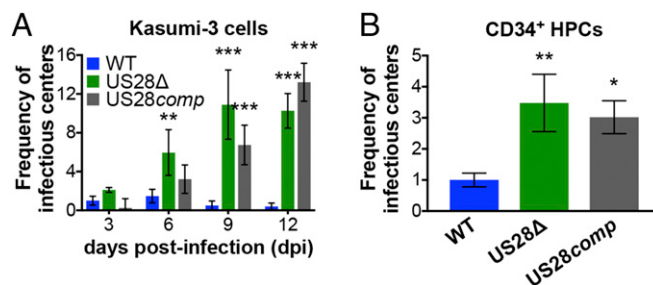 A
Kasumi-3 cells
Frequency of
infectious centers
16
12
8
4
0
WT
US28Δ
US28comp
**
***
***
***
***
3
6
9
12
days post-infection (dpi)
B
CD34+ HPCs
Frequency of
infectious centers
5
4
3
2
1
0
**
*
WT
US28Δ
US28comp